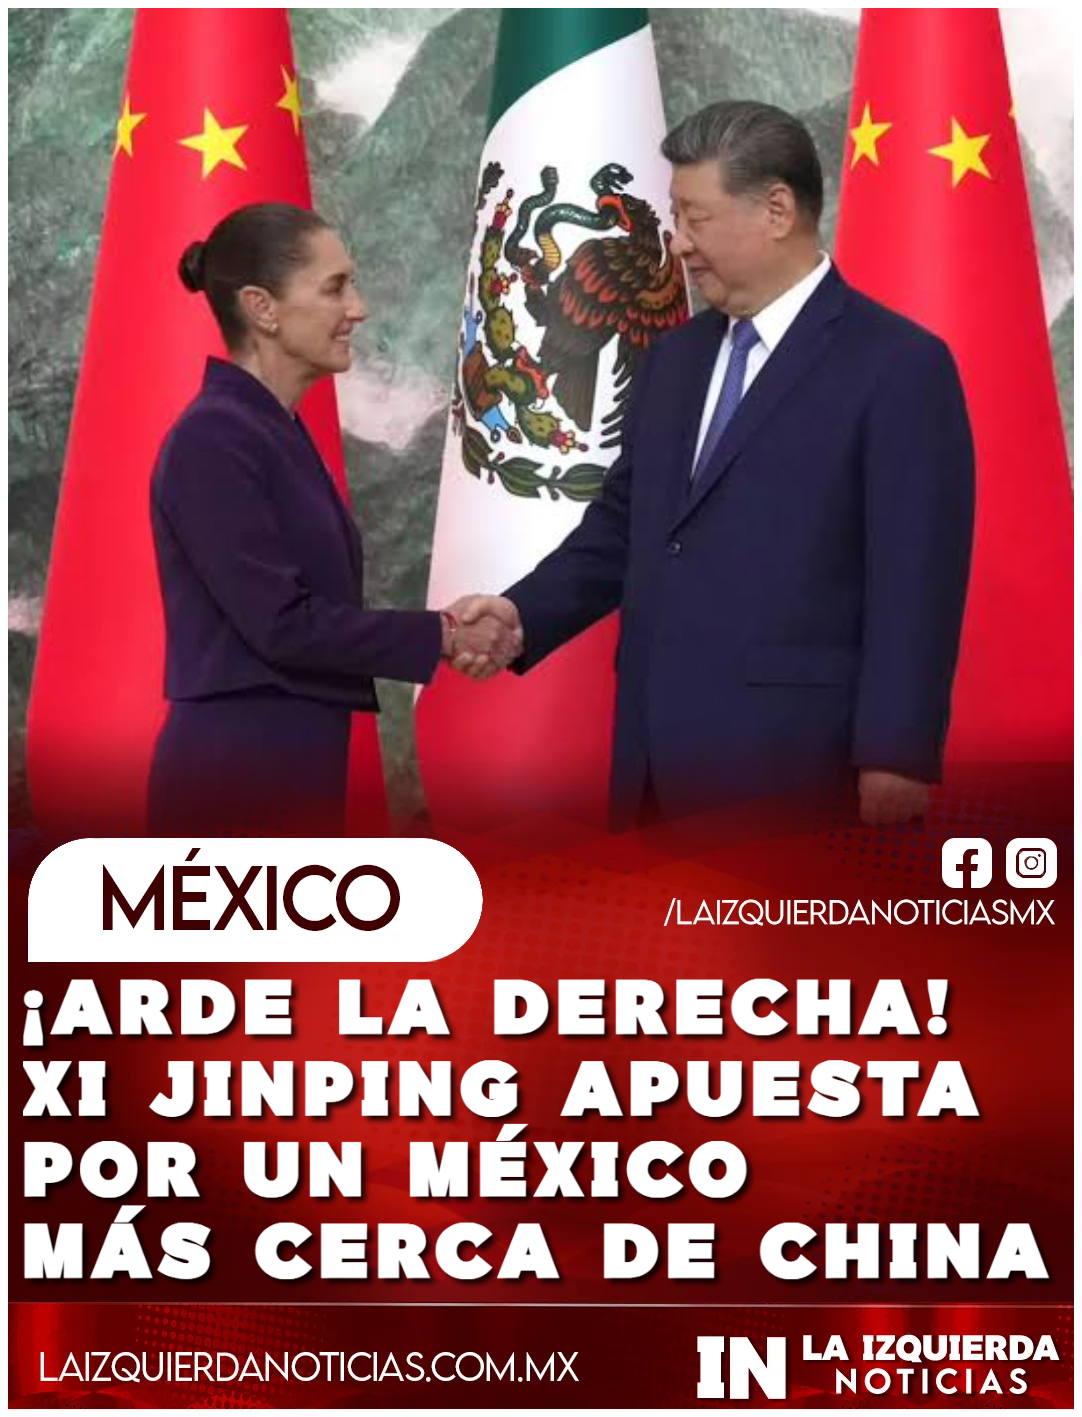 MÉXICO
/LAIZQUIERDANOTICIASMX
¡ARDE LA DERECHA!
XI JINPING APUESTA
POR UN MÉXICO
MÁS CERCA DE CHINA
LAIZQUIERDANOTICIAS.COM.MX
IN LA IZQUIERDA
NOTICIAS